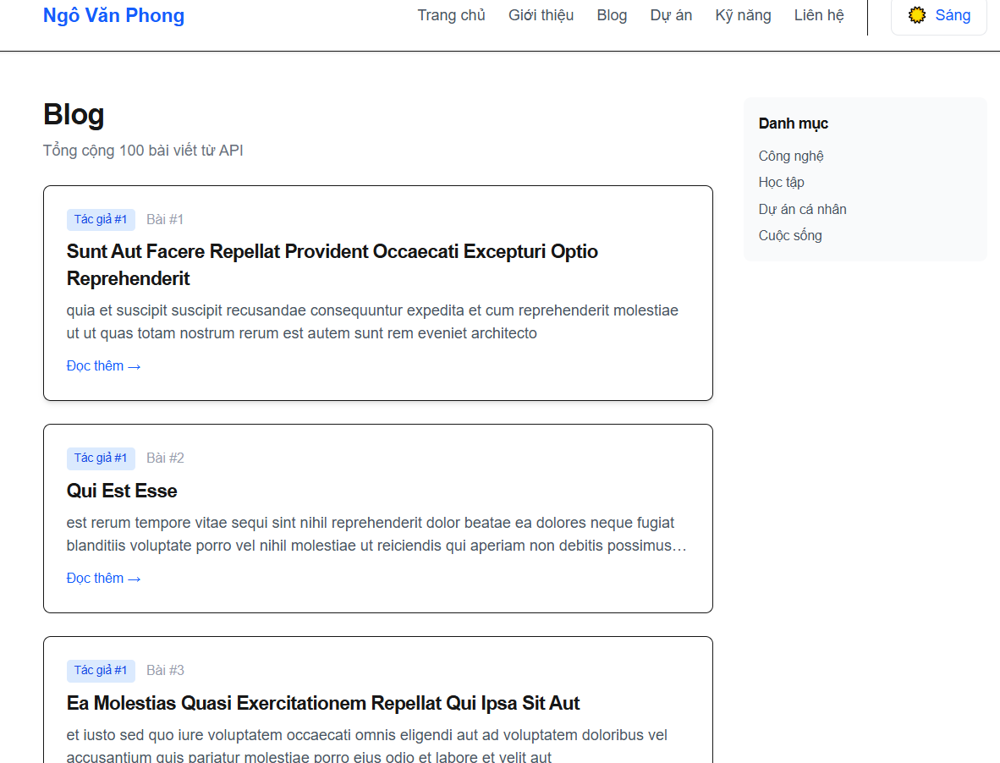 Ngô Văn Phong
Trang chủ Giới thiệu Blog Dự án Kỹ năng Liên hệ Sáng
Blog
Tổng cộng 100 bài viết từ API
Tác giả #1 Bài #1
Sunt Aut Facere Repellat Provident Occaecati Excepturi Optio
Reprehenderit
quia et suscipit suscipit recusandae consequuntur expedita et cum reprehenderit molestiae
ut ut quas totam nostrum rerum est autem sunt rem eveniet architecto
Đọc thêm →
Tác giả #1 Bài #2
Qui Est Esse
est rerum tempore vitae sequi sint nihil reprehenderit dolor beatae ea dolores neque fugiat
blanditiis voluptate porro vel nihil molestiae ut reiciendis qui aperiam non debitis possimus…
Đọc thêm →
Tác giả #1 Bài #3
Ea Molestias Quasi Exercitationem Repellat Qui Ipsa Sit Aut
et iusto sed quo iure voluptatem occaecati omnis eligendi aut ad voluptatem doloribus vel
accusantium quis pariatur molestiae porro eius odio et labore et velit aut
Danh mục
Công nghệ
Học tập
Dự án cá nhân
Cuộc sống